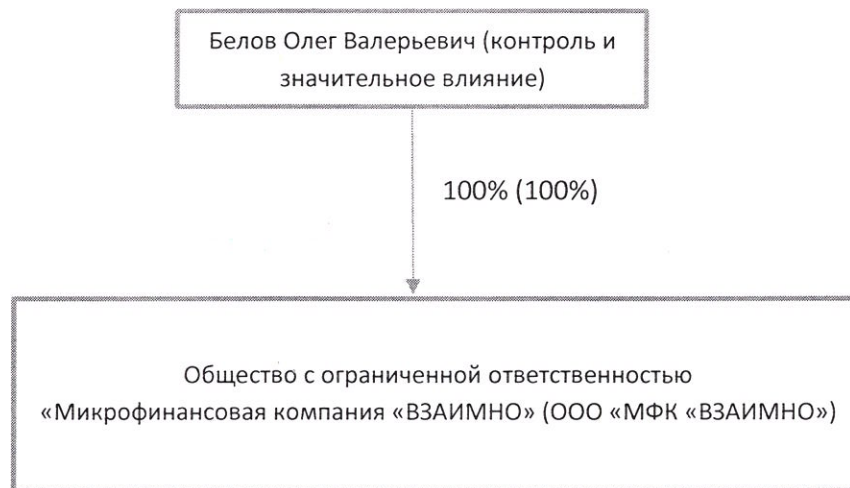 Белов Олег Валерьевич (контроль и
значительное влияние)
100% (100%)
Общество с ограниченной ответственностью
«Микрофинансовая компания «ВЗАИМНО» (ООО «МФК «ВЗАИМНО»)